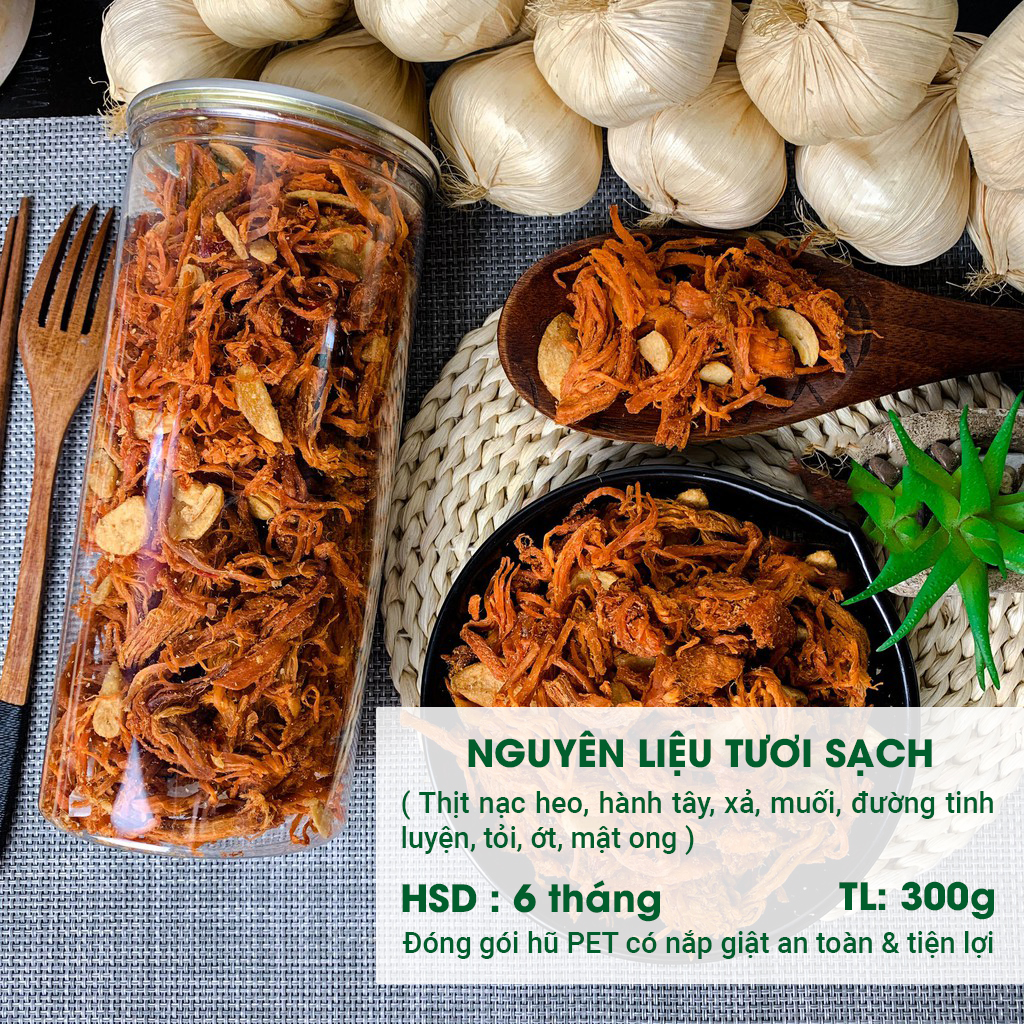 NGUYÊN LIỆU TƯƠI SẠCH
( Thịt nạc heo, hành tây, xả, muối, đường tinh
luyện, tỏi, ớt, mật ong )
HSD : 6 tháng TL: 300g
Đóng gói hũ PET có nắp giật an toàn & tiện lợi